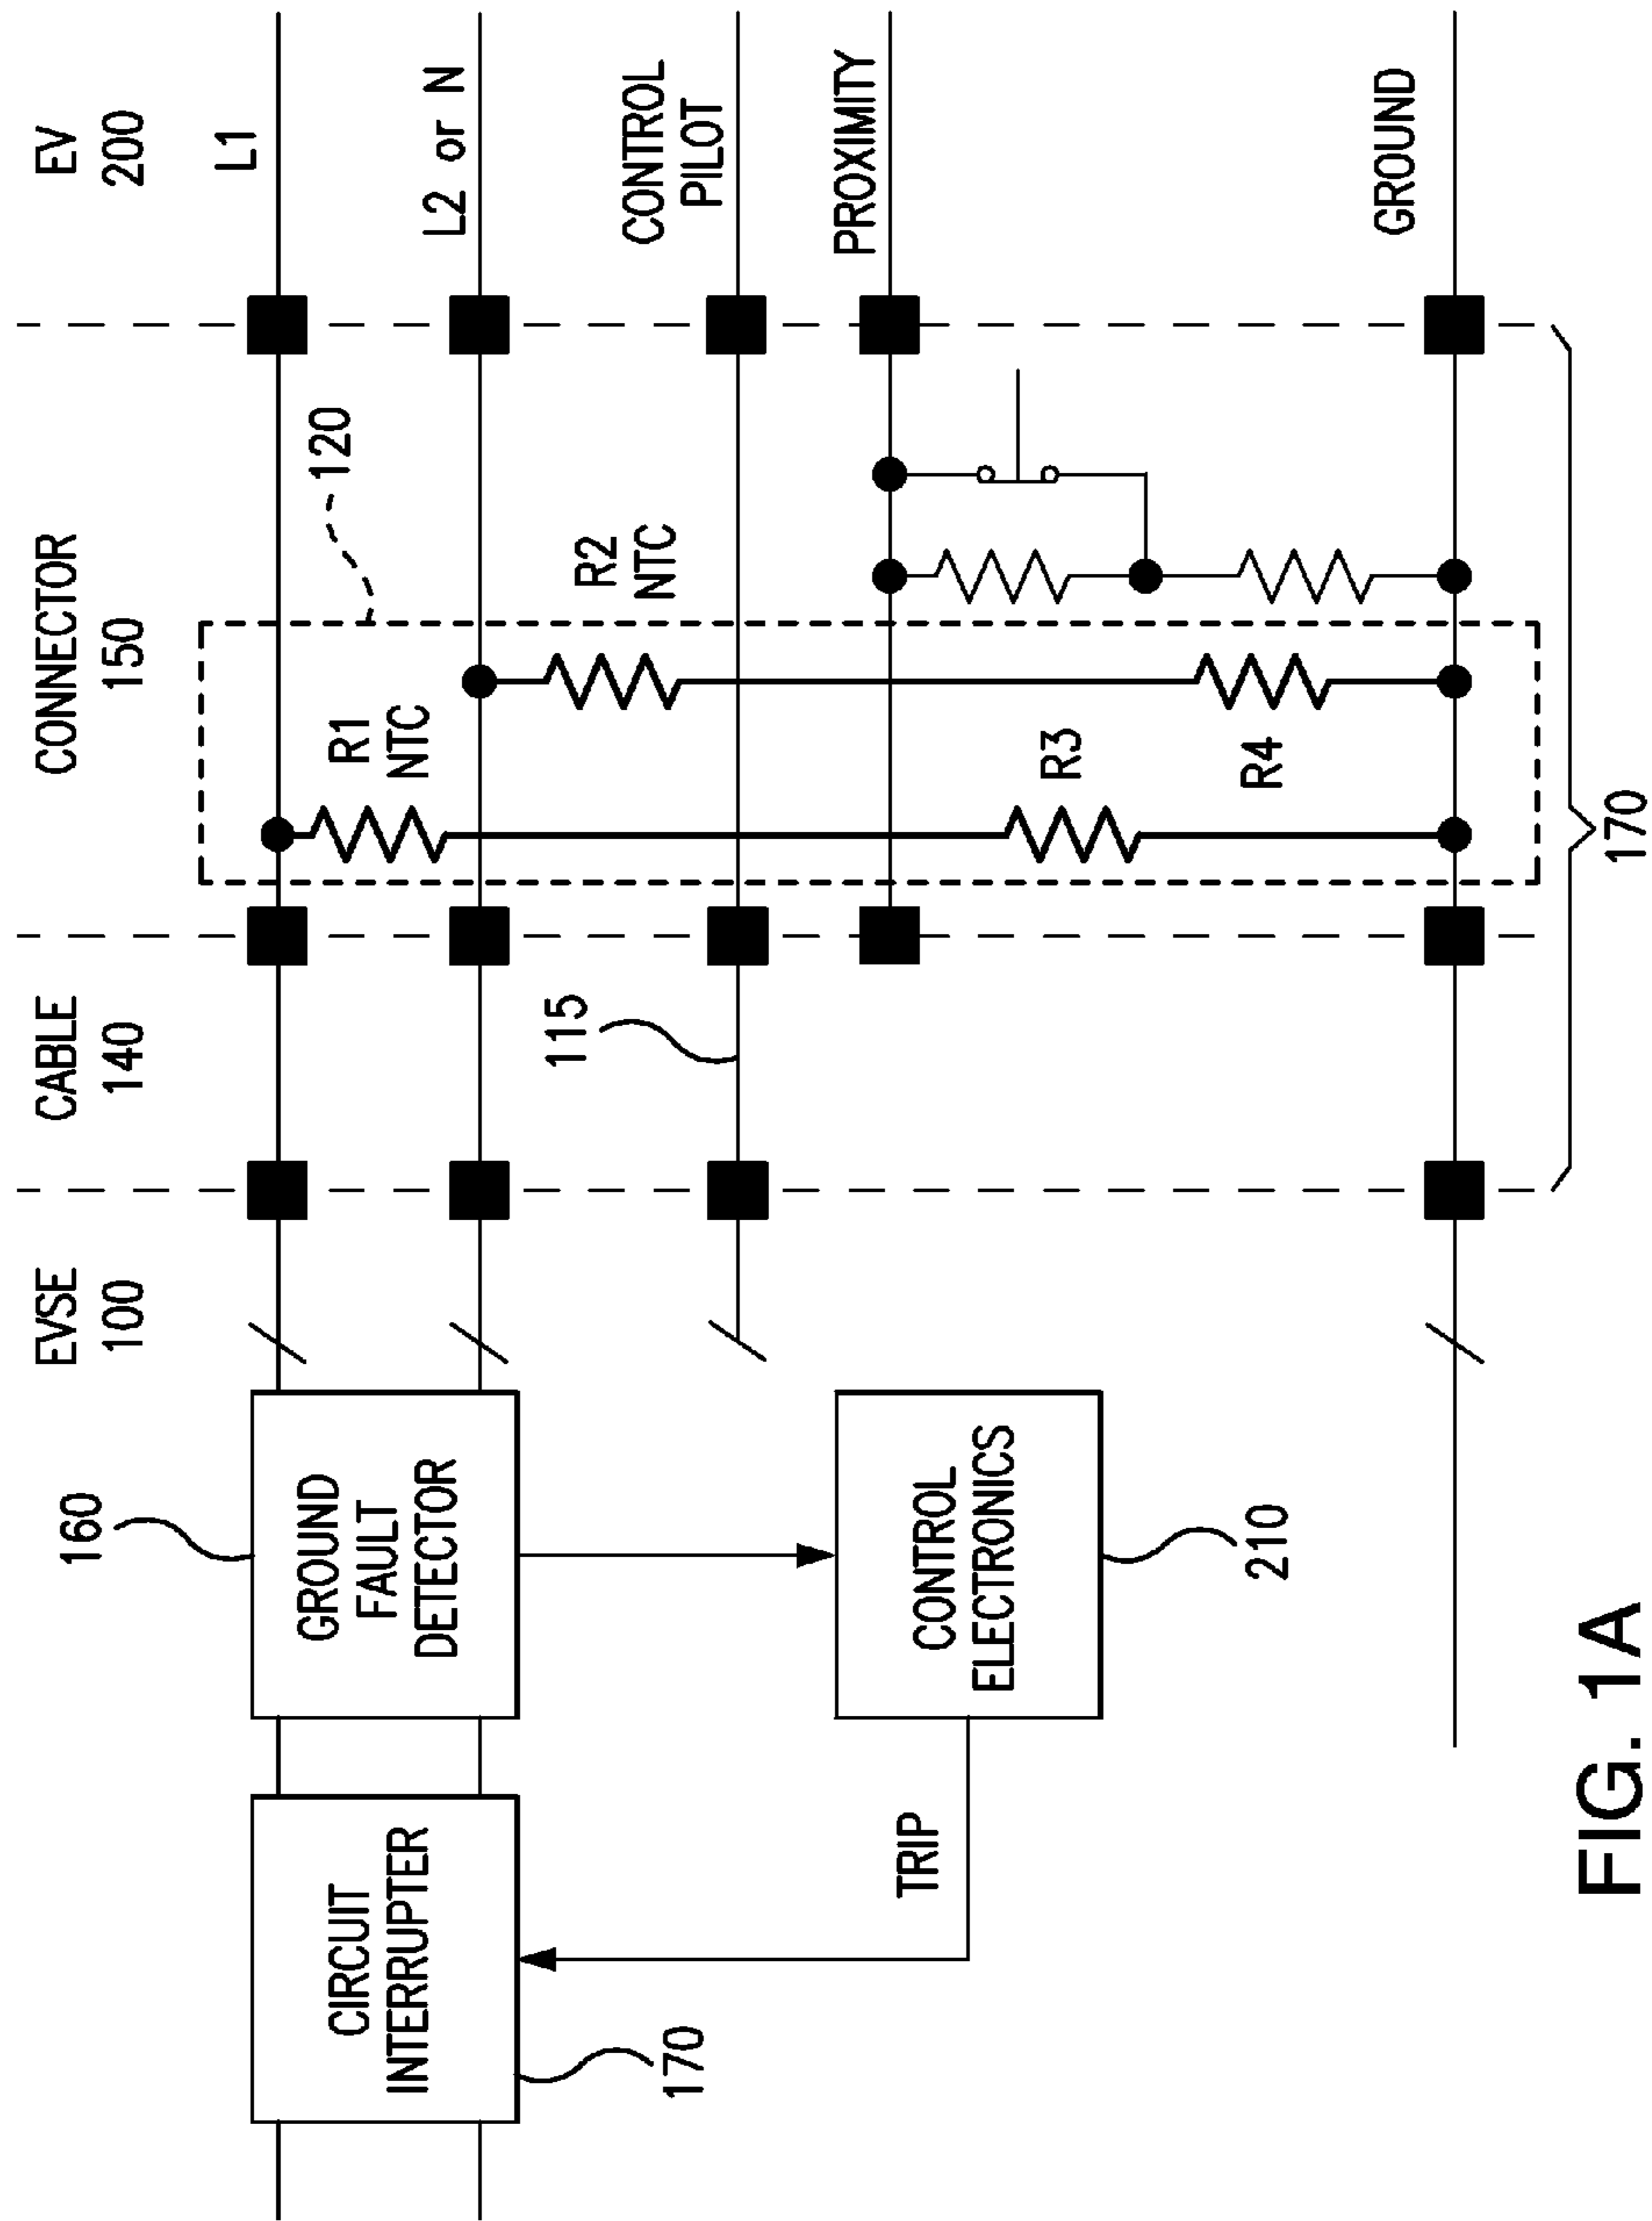 EVSE
100
CABLE
140
CONNECTOR
150
EV
200
160
120
L1
CIRCUIT
INTERRUPTER
GROUND
FAULT
DETECTOR
R1
NTC
L2 or N
170
115
R2
NTC
CONTROL
PILOT
TRIP
CONTROL
ELECTRONICS
PROXIMITY
R3
210
R4
GROUND
170
FIG. 1A